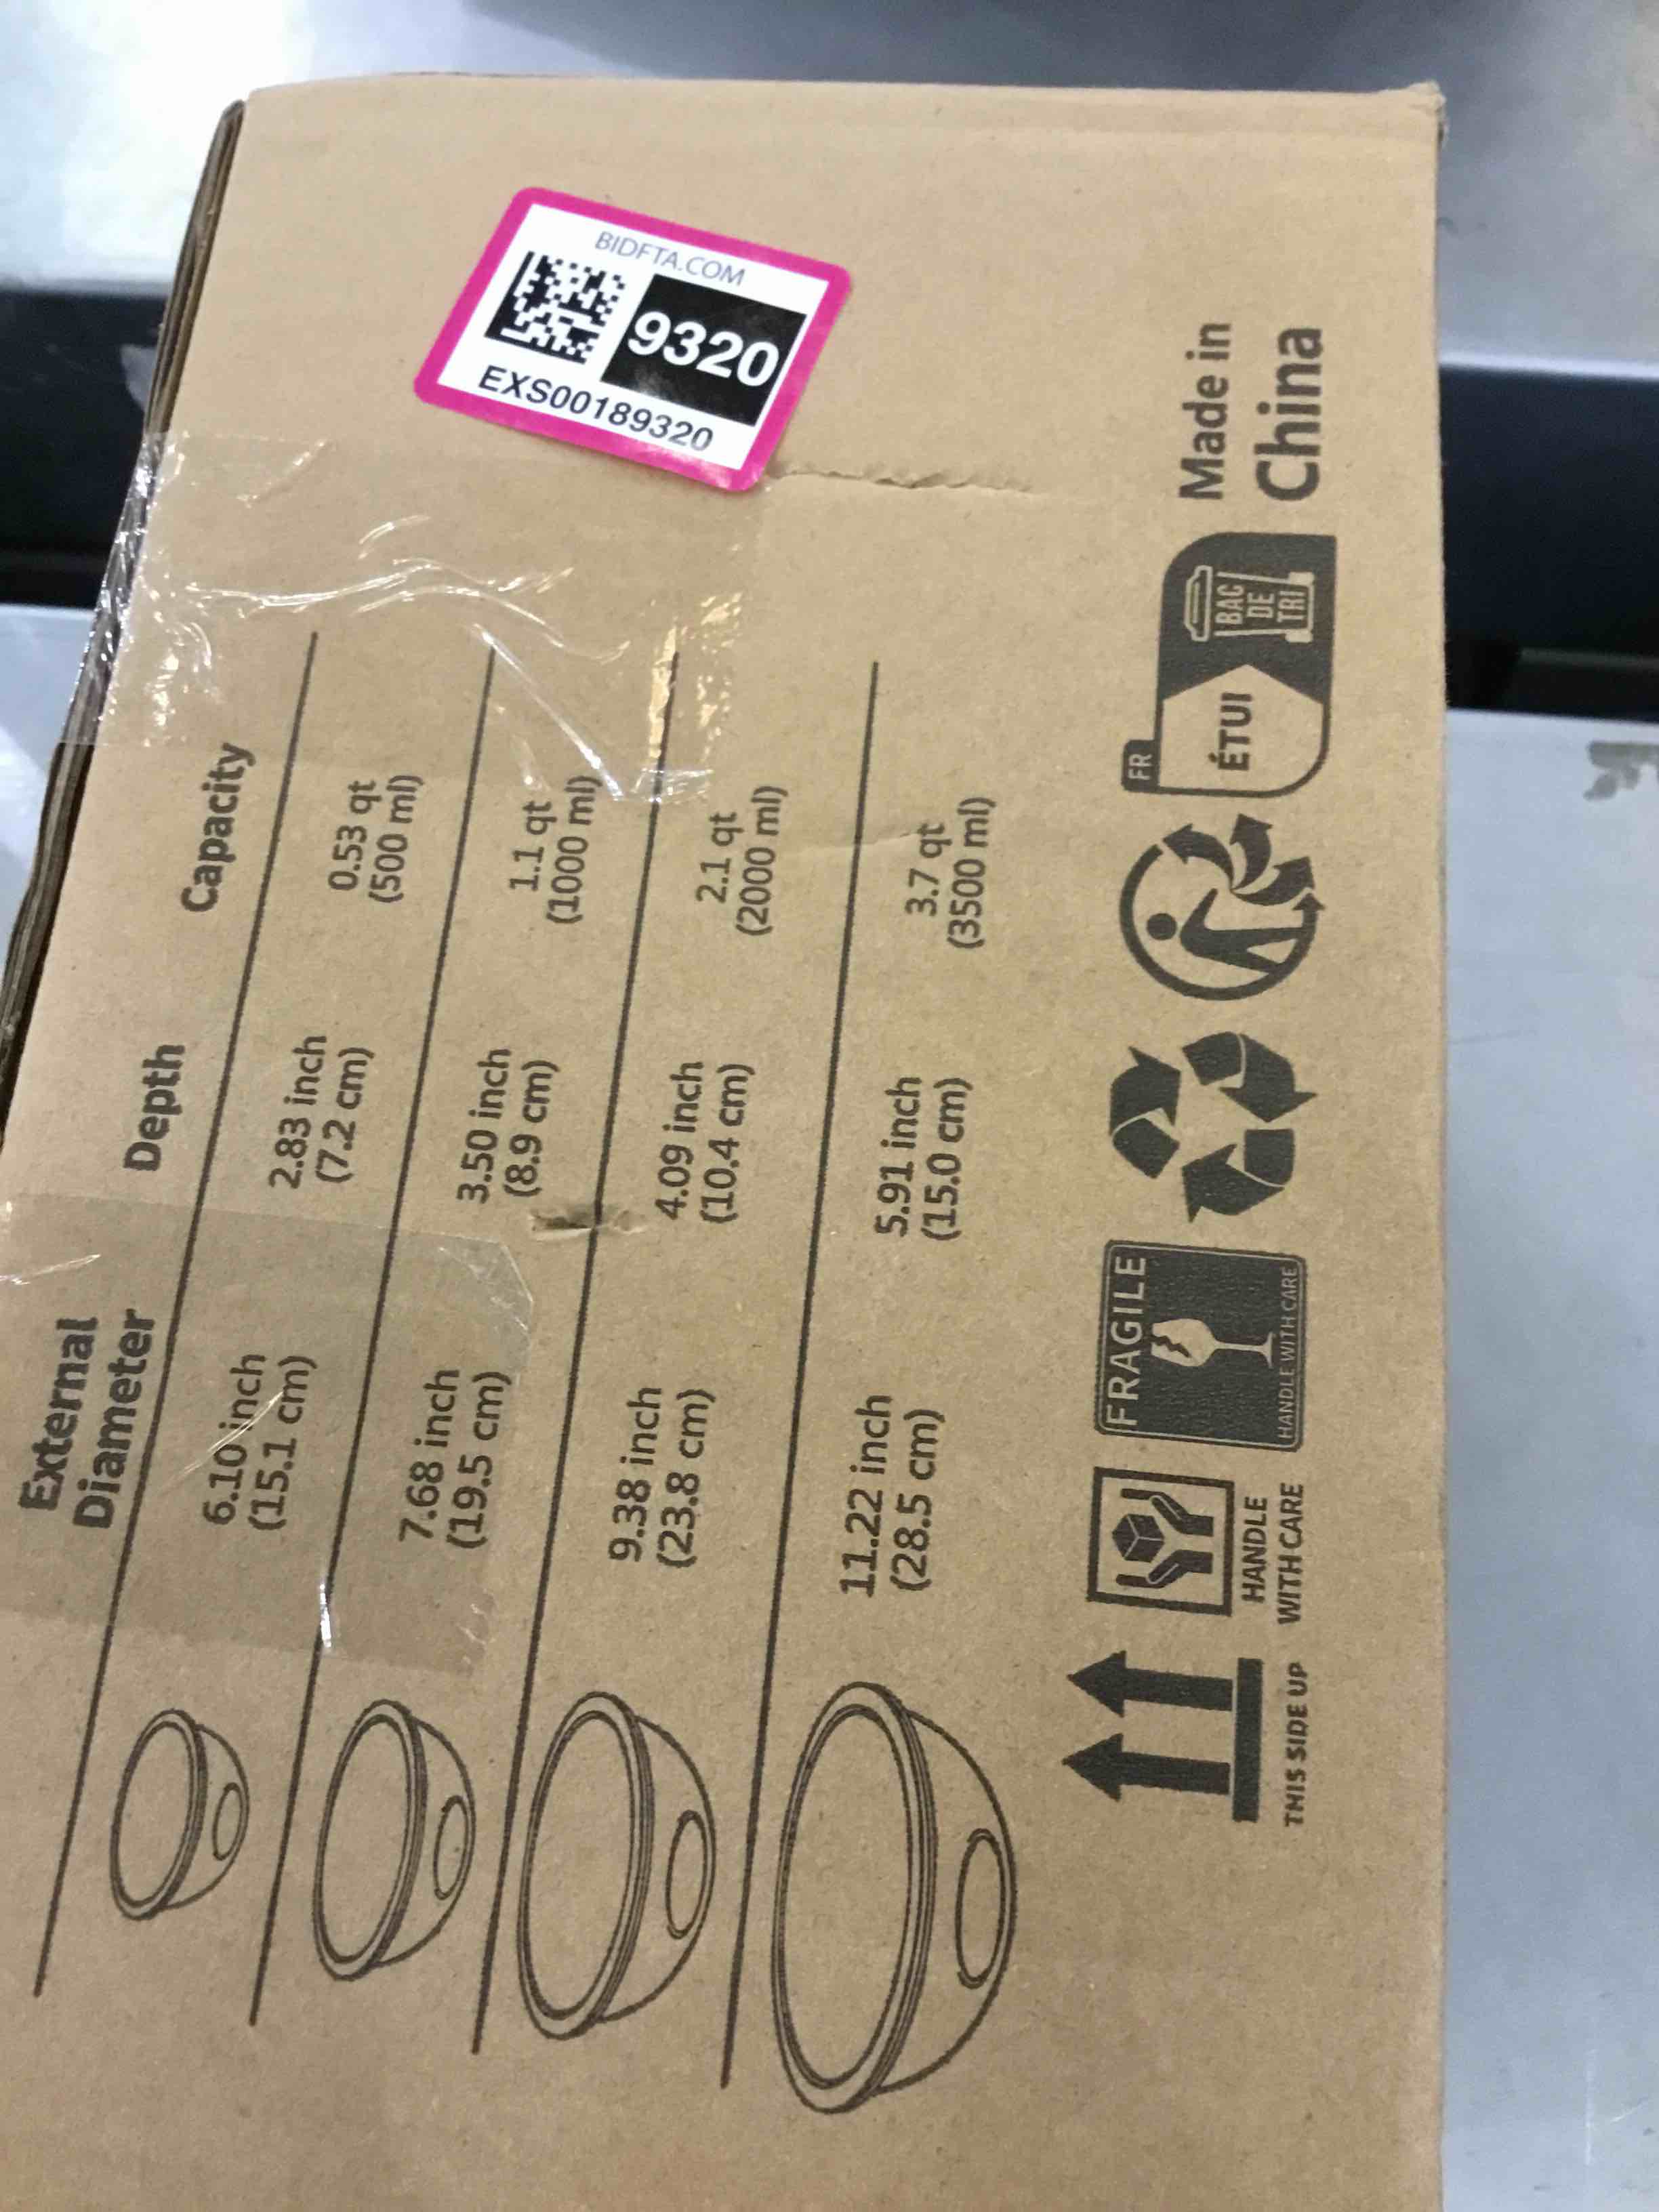 External
Diameter
Depth
Capacity
6.10 inch
(15.1 cm)
2.83 inch
(7.2 cm)
0.53 qt
(500 ml)
7.68 inch
(19.5 cm)
3.50 inch
(8.9 cm)
1.1 qt
(1000 ml)
9.38 inch
(23.8 cm)
4.09 inch
(10.4 cm)
2.1 qt
(2000 ml)
11.22 inch
(28.5 cm)
5.91 inch
(15.0 cm)
3.7 qt
(3500 ml)
THIS SIDE UP
HANDLE
WITH CARE
FRAGILE
HANDLE WITH CARE
FR
ÉTUI
BAC
DE
TRI
Made in
China
BIDFTA.COM
9320
EXS00189320